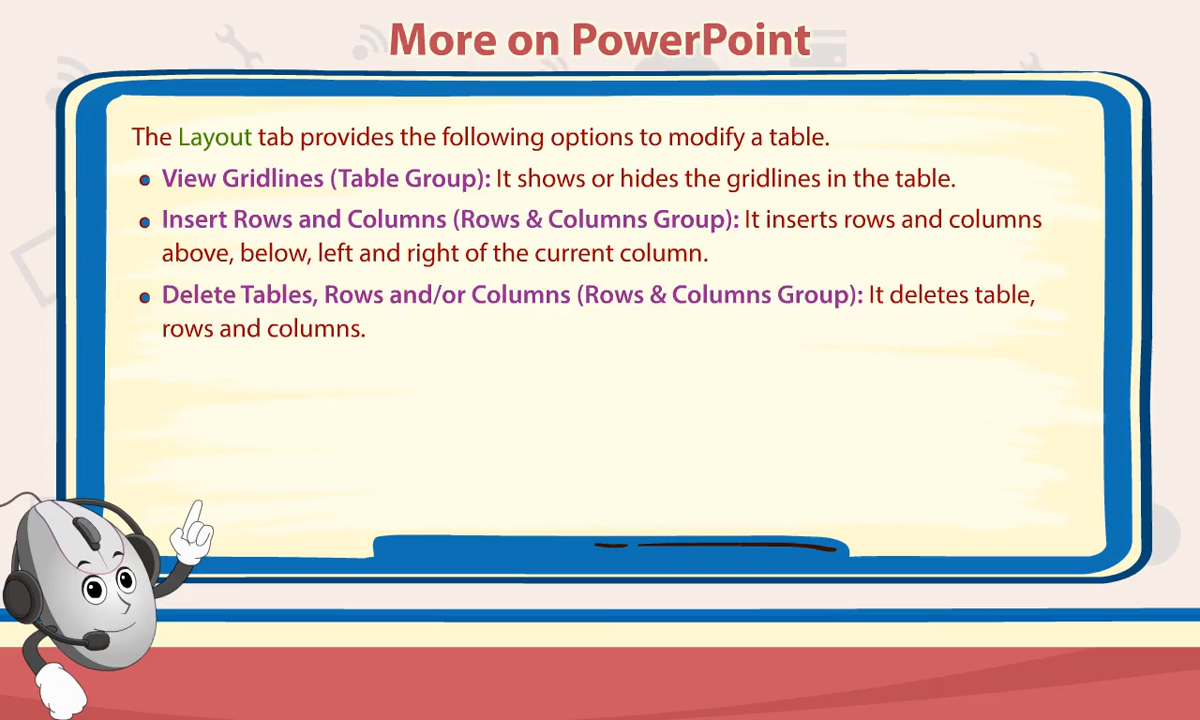 More on PowerPoint
The Layout tab provides the following options to modify a table.
• View Gridlines (Table Group): It shows or hides the gridlines in the table.
• Insert Rows and Columns (Rows & Columns Group): It inserts rows and columns
above, below, left and right of the current column.
• Delete Tables, Rows and/or Columns (Rows & Columns Group): It deletes table,
rows and columns.